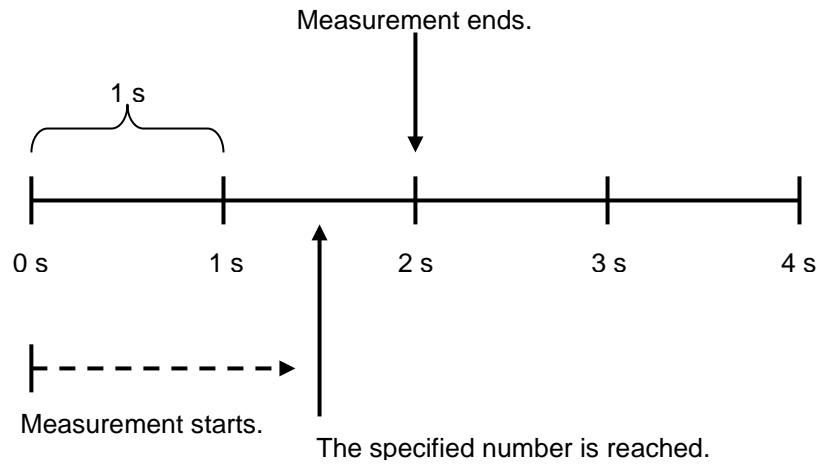 Measurement ends.
1 s
0 s
1 s
2 s
3 s
4 s
Measurement starts.
The specified number is reached.